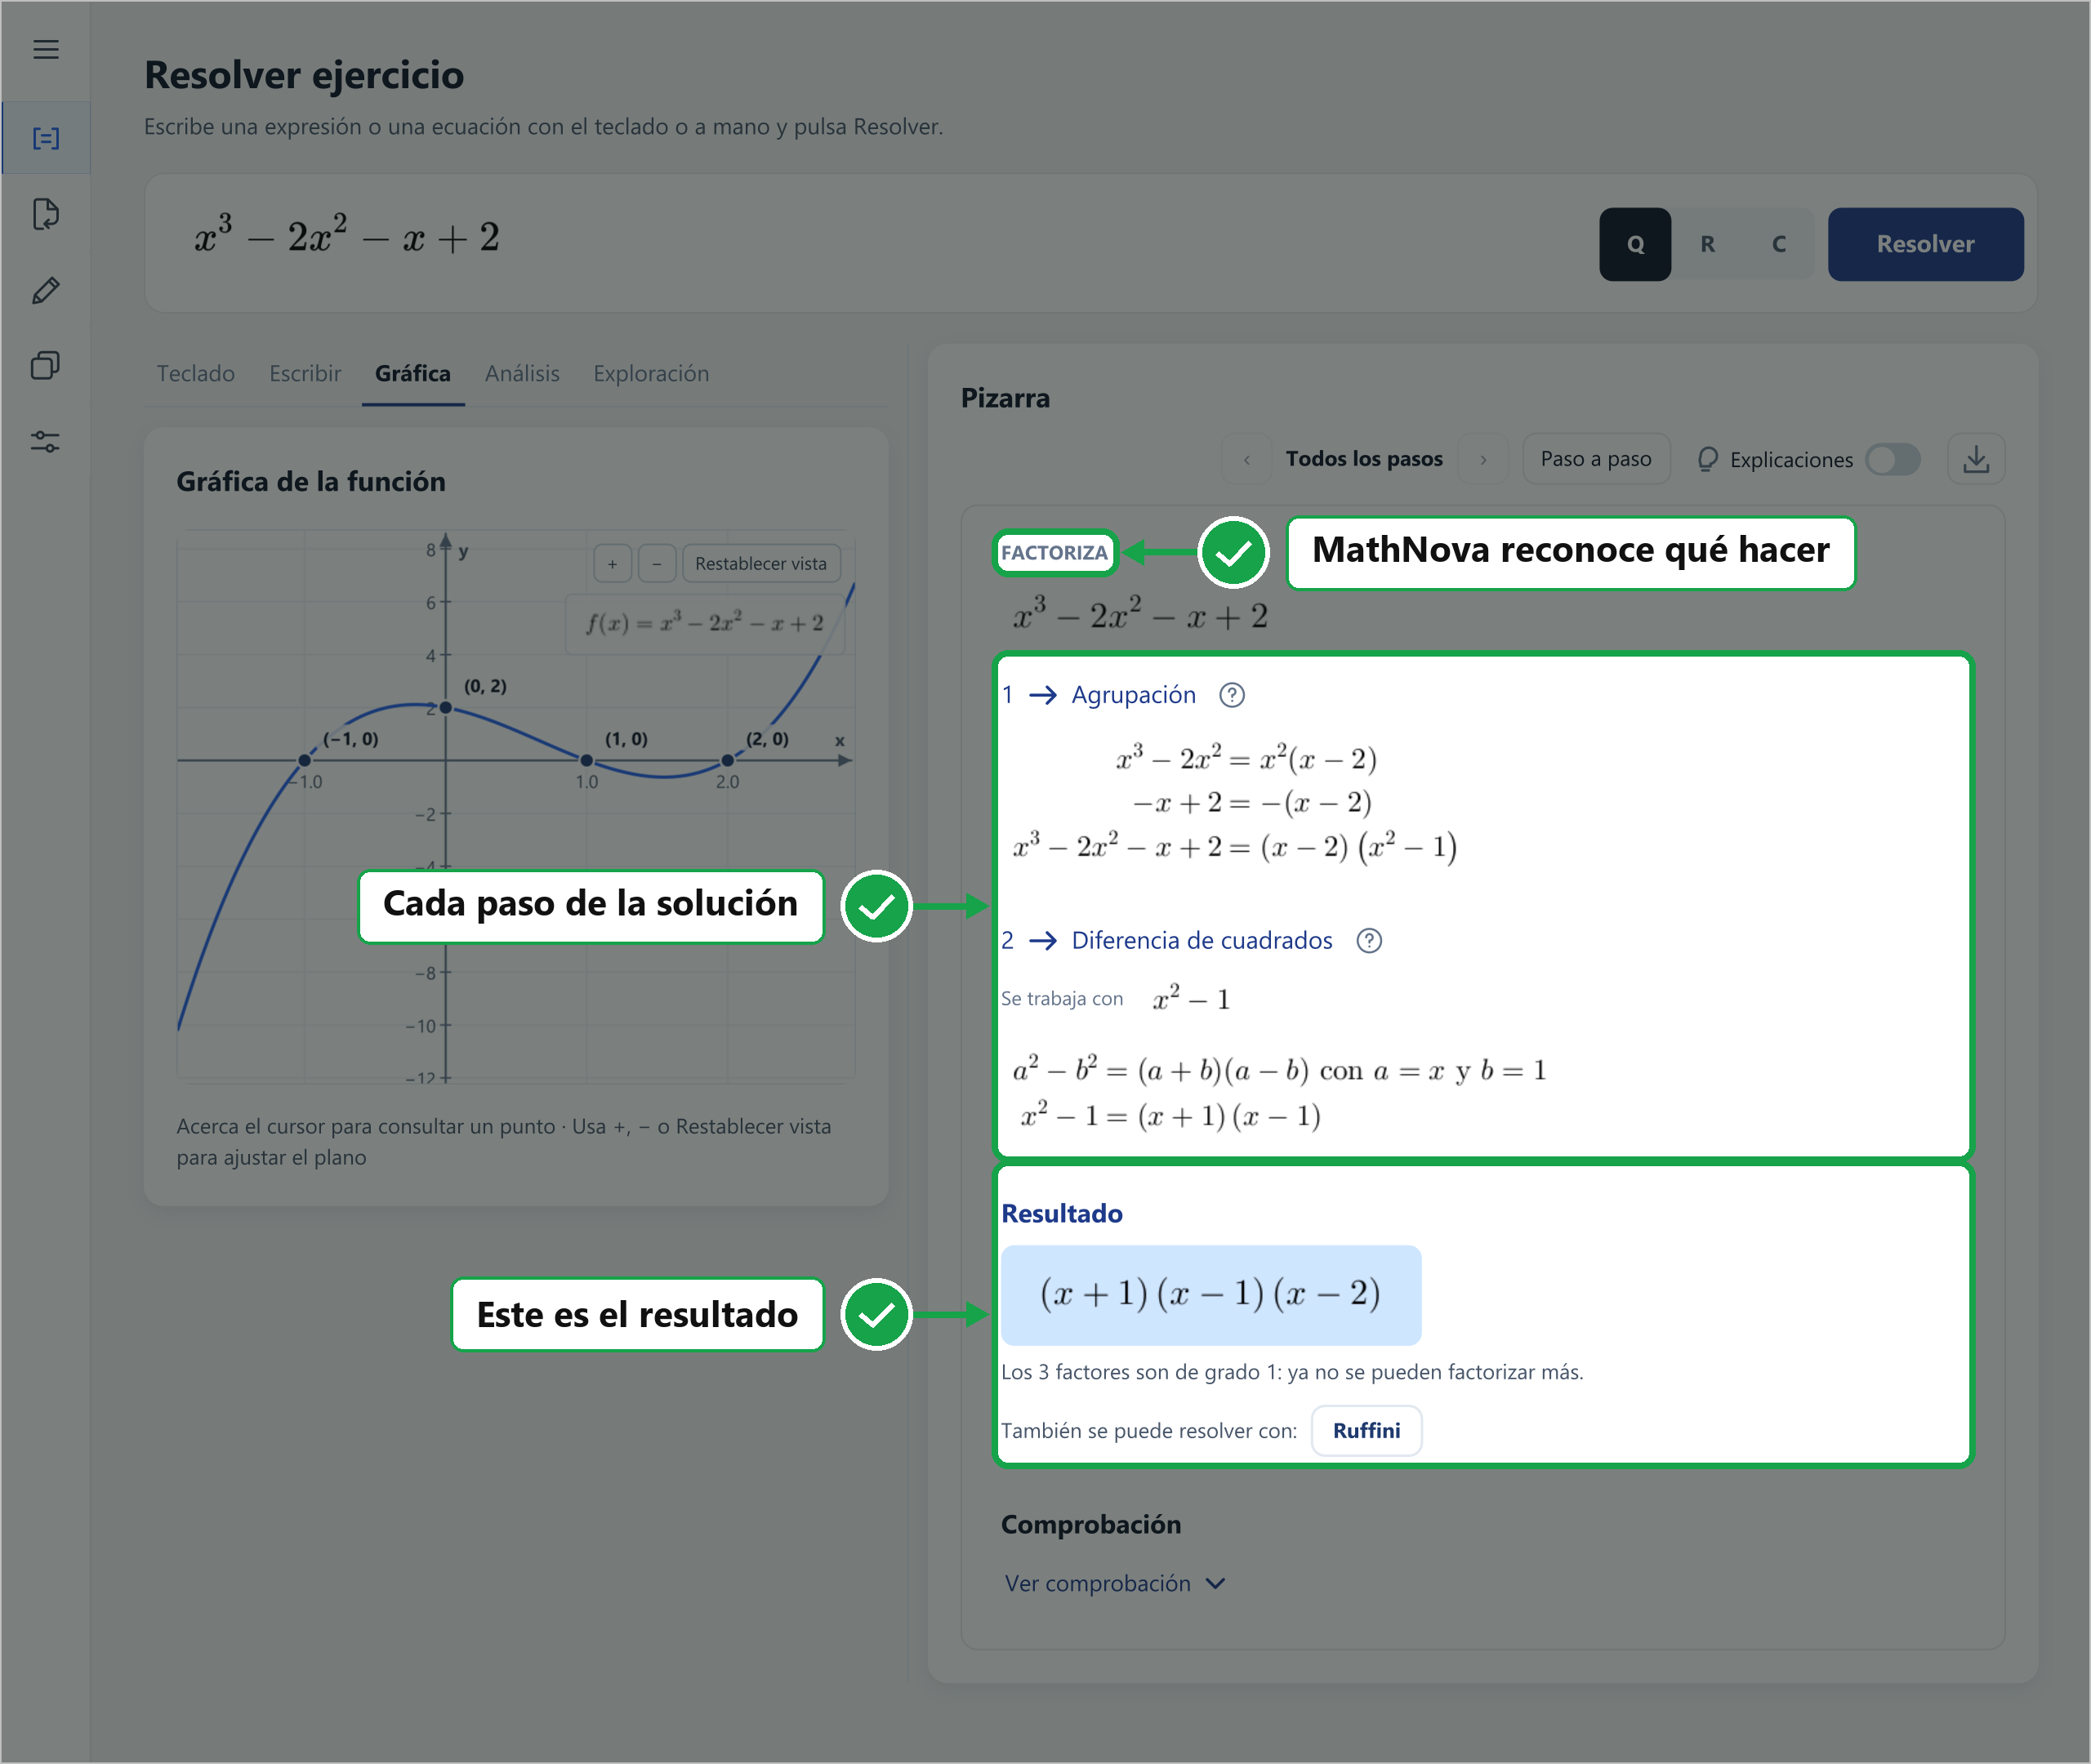 Resolver ejercicio
Escribe una expresión o una ecuación con el teclado o a mano y pulsa Resolver.
x³ − 2x² − x + 2
Q R C Resolver
Teclado Escribir Gráfica Análisis Exploración
Gráfica de la función
+ − Restablecer vista
f(x) = x³ − 2x² − x + 2
y
8
6
4
2
(0, 2)
(−1, 0) (1, 0) (2, 0) x
−1.0 1.0 2.0
−2
−4
−8
−10
−12
Acerca el cursor para consultar un punto · Usa +, − o Restablecer vista
para ajustar el plano
Pizarra
‹ Todos los pasos › Paso a paso Explicaciones
FACTORIZA MathNova reconoce qué hacer
x³ − 2x² − x + 2
1 → Agrupación ?
x³ − 2x² = x²(x − 2)
−x + 2 = −(x − 2)
x³ − 2x² − x + 2 = (x − 2) (x² − 1)
Cada paso de la solución
2 → Diferencia de cuadrados ?
Se trabaja con x² − 1
a² − b² = (a + b)(a − b) con a = x y b = 1
x² − 1 = (x + 1) (x − 1)
Resultado
(x + 1) (x − 1) (x − 2)
Este es el resultado
Los 3 factores son de grado 1: ya no se pueden factorizar más.
También se puede resolver con: Ruffini
Comprobación
Ver comprobación